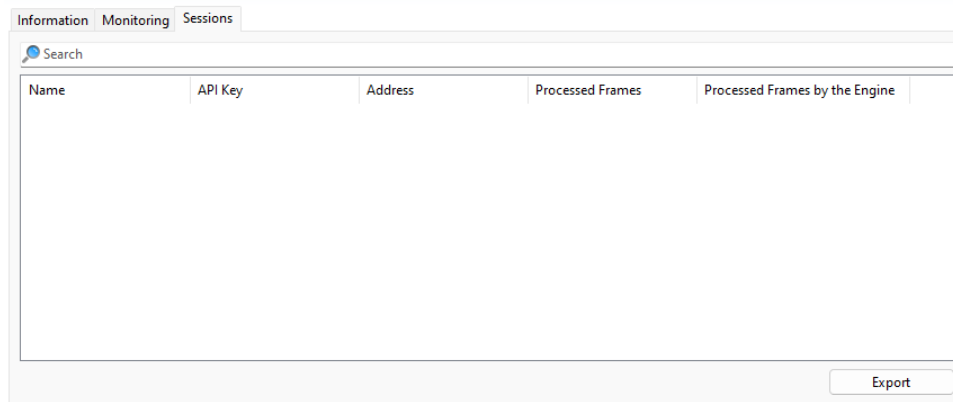 Information Monitoring Sessions
Search
Name API Key Address Processed Frames Processed Frames by the Engine
Export